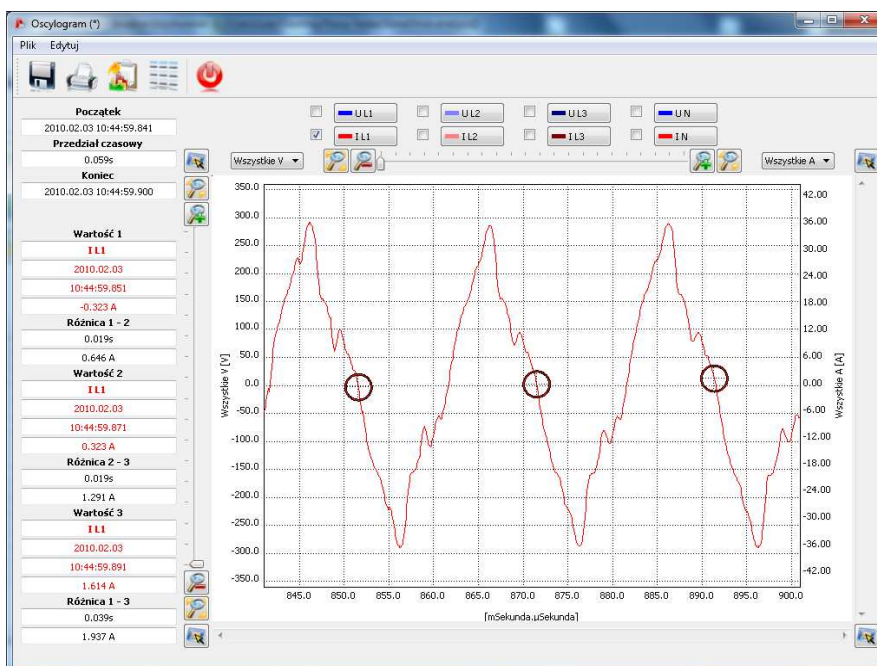 Oscylogram (*)
Plik Edytuj
Początek
2010.02.03 10:44:59.841
Przedział czasowy
0.059s
Koniec
2010.02.03 10:44:59.900
Wartość 1
I L1
2010.02.03
10:44:59.851
-0.323 A
Różnica 1 - 2
0.019s
0.646 A
Wartość 2
I L1
2010.02.03
10:44:59.871
0.323 A
Różnica 2 - 3
0.019s
1.291 A
Wartość 3
I L1
2010.02.03
10:44:59.891
1.614 A
Różnica 1 - 3
0.039s
1.937 A
U L1 U L2 U L3 U N
I L1 I L2 I L3 I N
Wszystkie V Wszystkie A
350.0
300.0
250.0
200.0
150.0
100.0
50.0
0.0
-50.0
-100.0
-150.0
-200.0
-250.0
-300.0
-350.0
Wszystkie V [V]
42.00
36.00
30.00
24.00
18.00
12.00
6.00
0.00
-6.00
-12.00
-18.00
-24.00
-30.00
-36.00
-42.00
Wszystkie A [A]
845.0 850.0 855.0 860.0 865.0 870.0 875.0 880.0 885.0 890.0 895.0 900.0
[mSekunda.µSekunda]